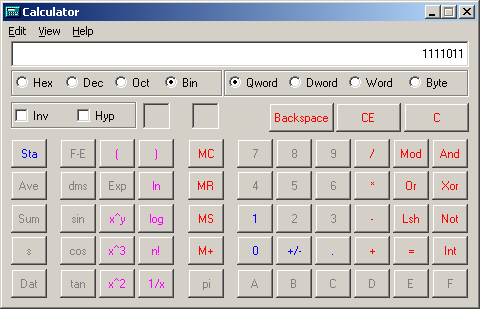 Calculator
Edit View Help
1111011
Hex Dec Oct Bin Qword Dword Word Byte
Inv Hyp Backspace CE C
Sta F-E ( ) MC 7 8 9 / Mod And
Ave dms Exp ln MR 4 5 6 * Or Xor
Sum sin x^y log MS 1 2 3 - Lsh Not
s cos x^3 n! M+ 0 +/- . + = Int
Dat tan x^2 1/x pi A B C D E F